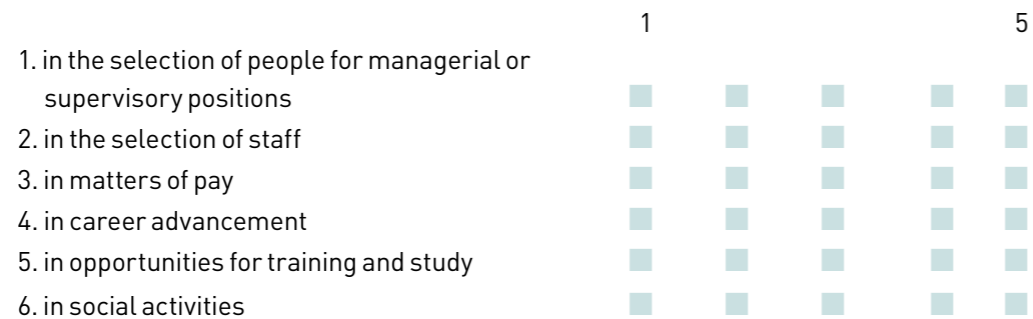 1 5
1. in the selection of people for managerial or
supervisory positions
2. in the selection of staff
3. in matters of pay
4. in career advancement
5. in opportunities for training and study
6. in social activities